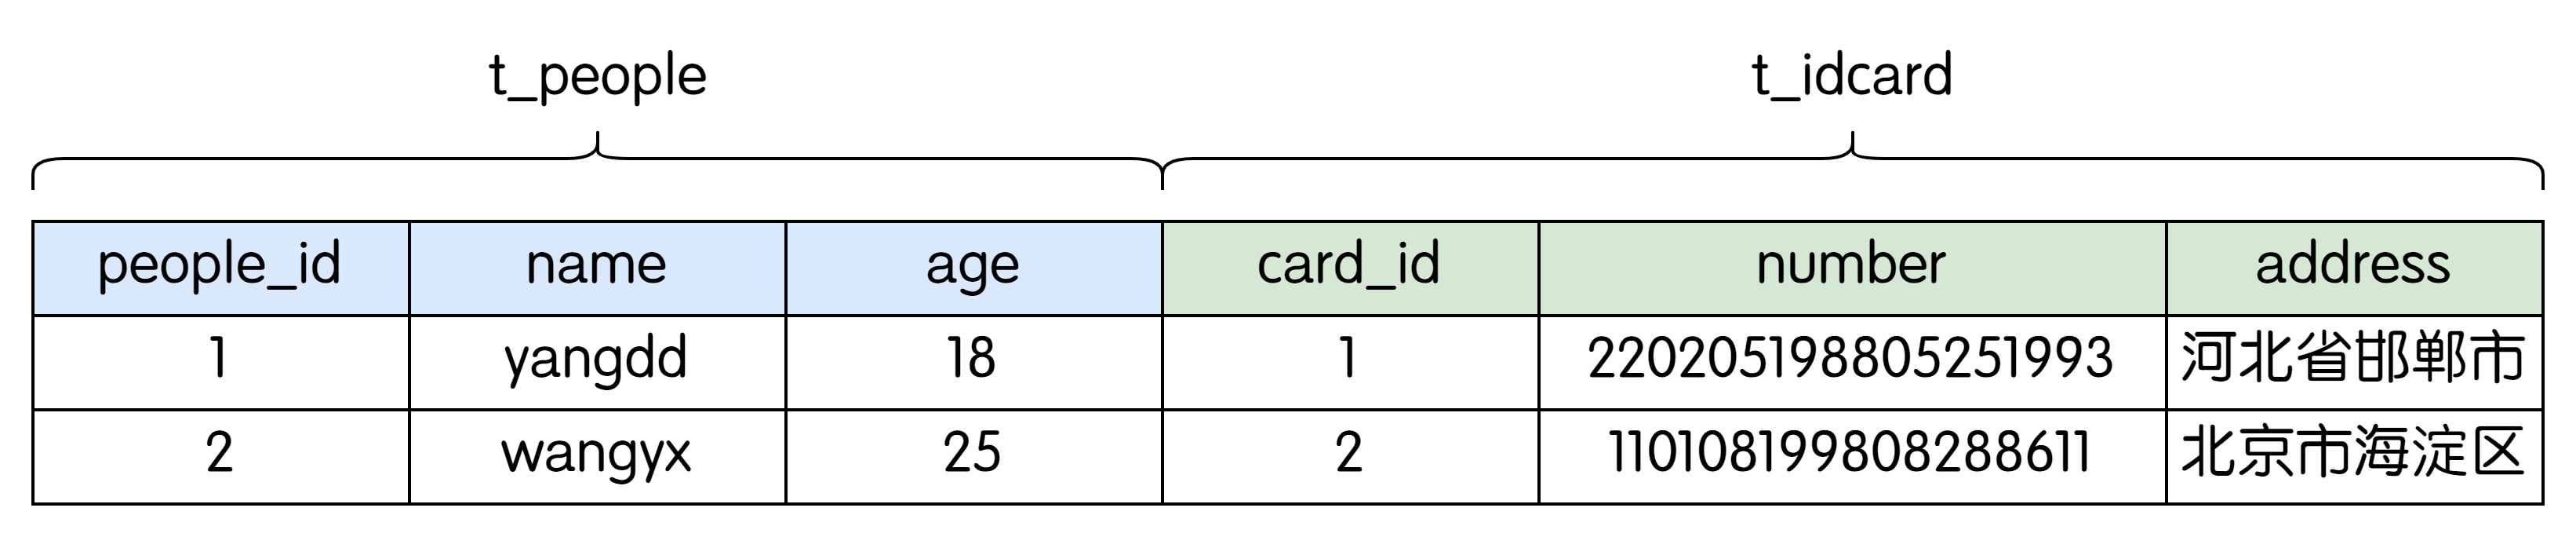 t_people t_idcard
people_id name age card_id number address
1 yangdd 18 1 220205198805251993 河北省邯郸市
2 wangyx 25 2 110108199808288611 北京市海淀区